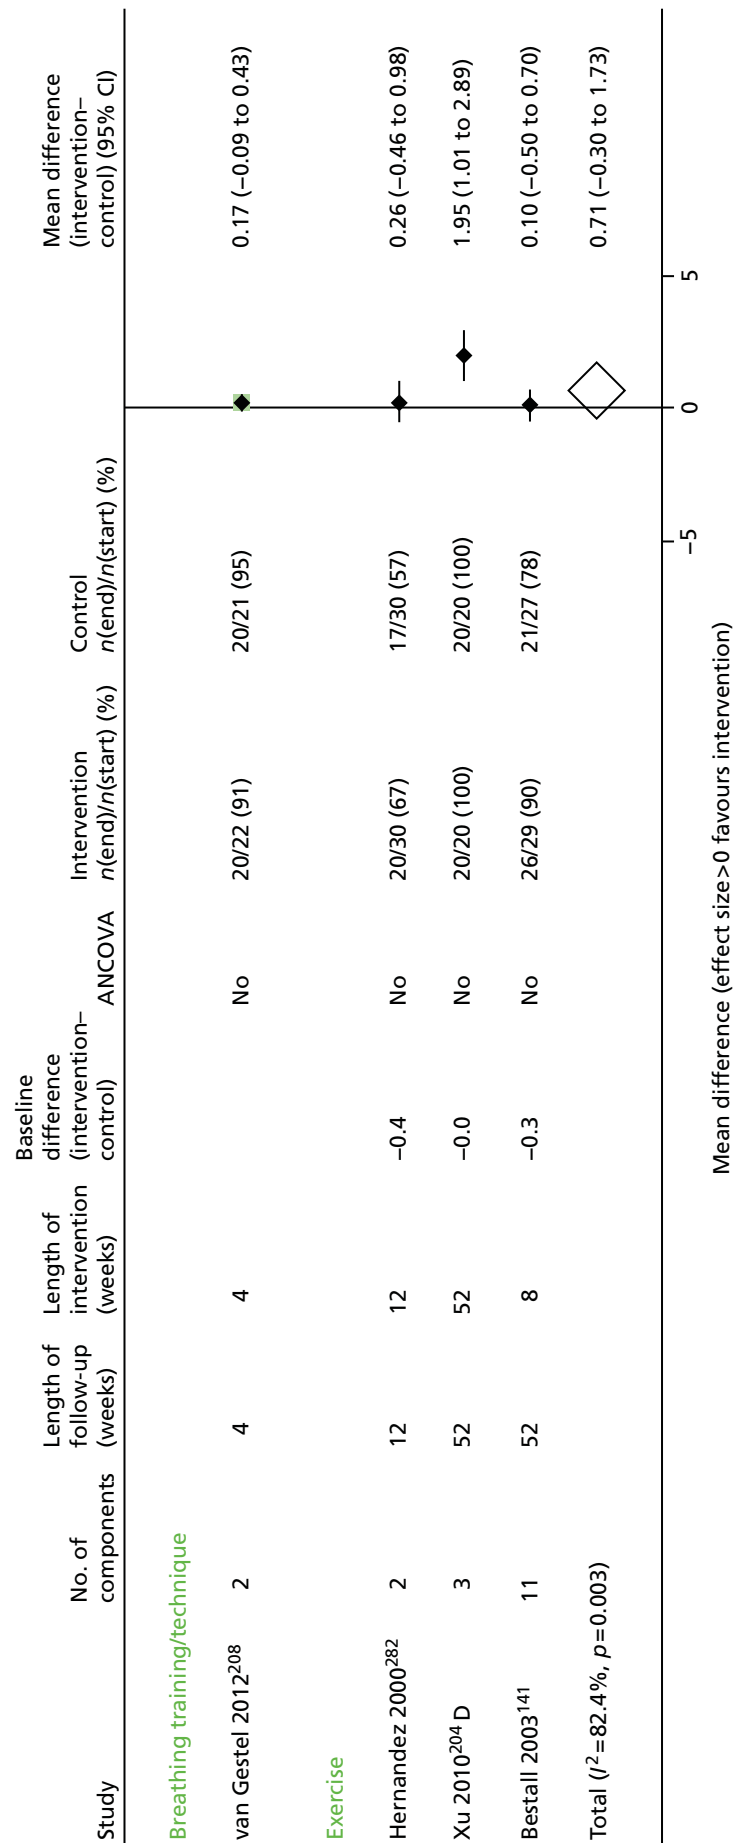 Study
No. of
components
Length of
follow-up
(weeks)
Length of
intervention
(weeks)
Baseline
difference
(intervention–
control)
ANCOVA
Intervention
n(end)/n(start) (%)
Control
n(end)/n(start) (%)
Mean difference
(intervention–
control) (95% CI)
Breathing training/technique
van Gestel 2012²⁰⁸ 2 4 4 No 20/22 (91) 20/21 (95) 0.17 (–0.09 to 0.43)
Exercise
Hernandez 2000²⁸² 2 12 12 –0.4 No 20/30 (67) 17/30 (57) 0.26 (–0.46 to 0.98)
Xu 2010²⁰⁴ D 3 52 52 –0.0 No 20/20 (100) 20/20 (100) 1.95 (1.01 to 2.89)
Bestall 2003¹⁴¹ 11 52 8 –0.3 No 26/29 (90) 21/27 (78) 0.10 (–0.50 to 0.70)
Total (I²=82.4%, p=0.003) 0.71 (–0.30 to 1.73)
–5 0 5
Mean difference (effect size>0 favours intervention)